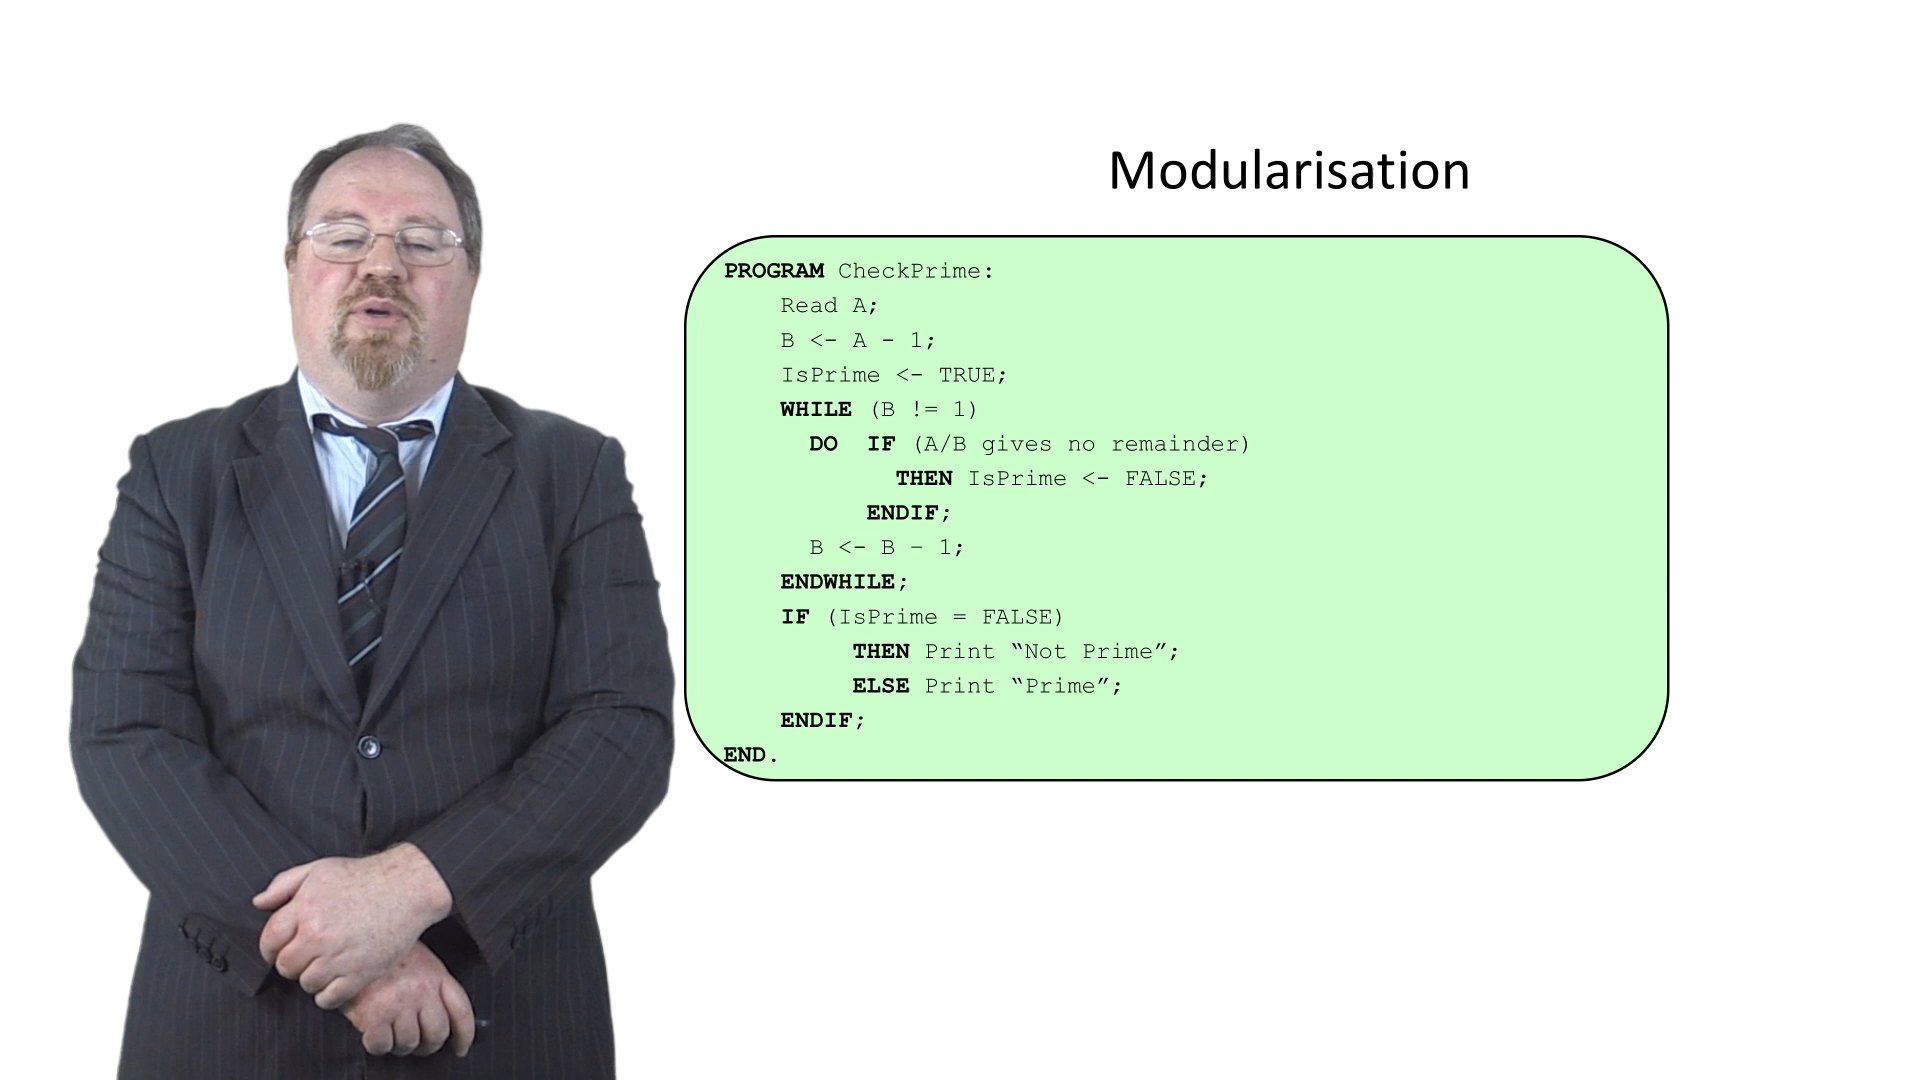 Modularisation
PROGRAM CheckPrime:
Read A;
B <- A - 1;
IsPrime <- TRUE;
WHILE (B != 1)
DO IF (A/B gives no remainder)
THEN IsPrime <- FALSE;
ENDIF;
B <- B – 1;
ENDWHILE;
IF (IsPrime = FALSE)
THEN Print “Not Prime”;
ELSE Print “Prime”;
ENDIF;
END.